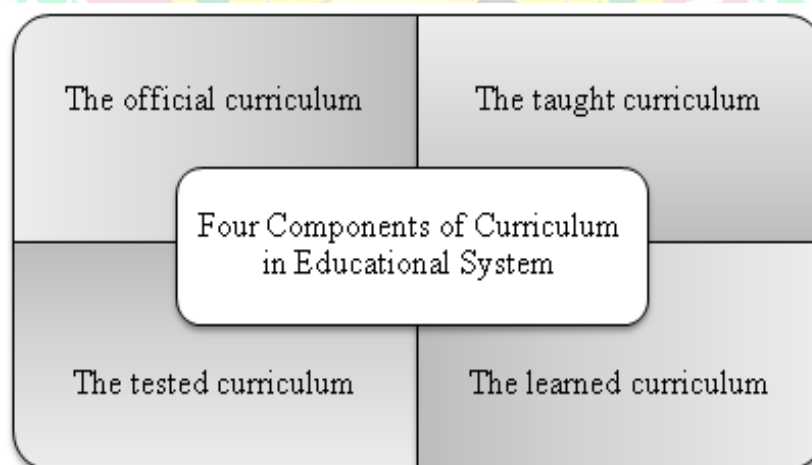 The official curriculum
The taught curriculum
Four Components of Curriculum
in Educational System
The tested curriculum
The learned curriculum